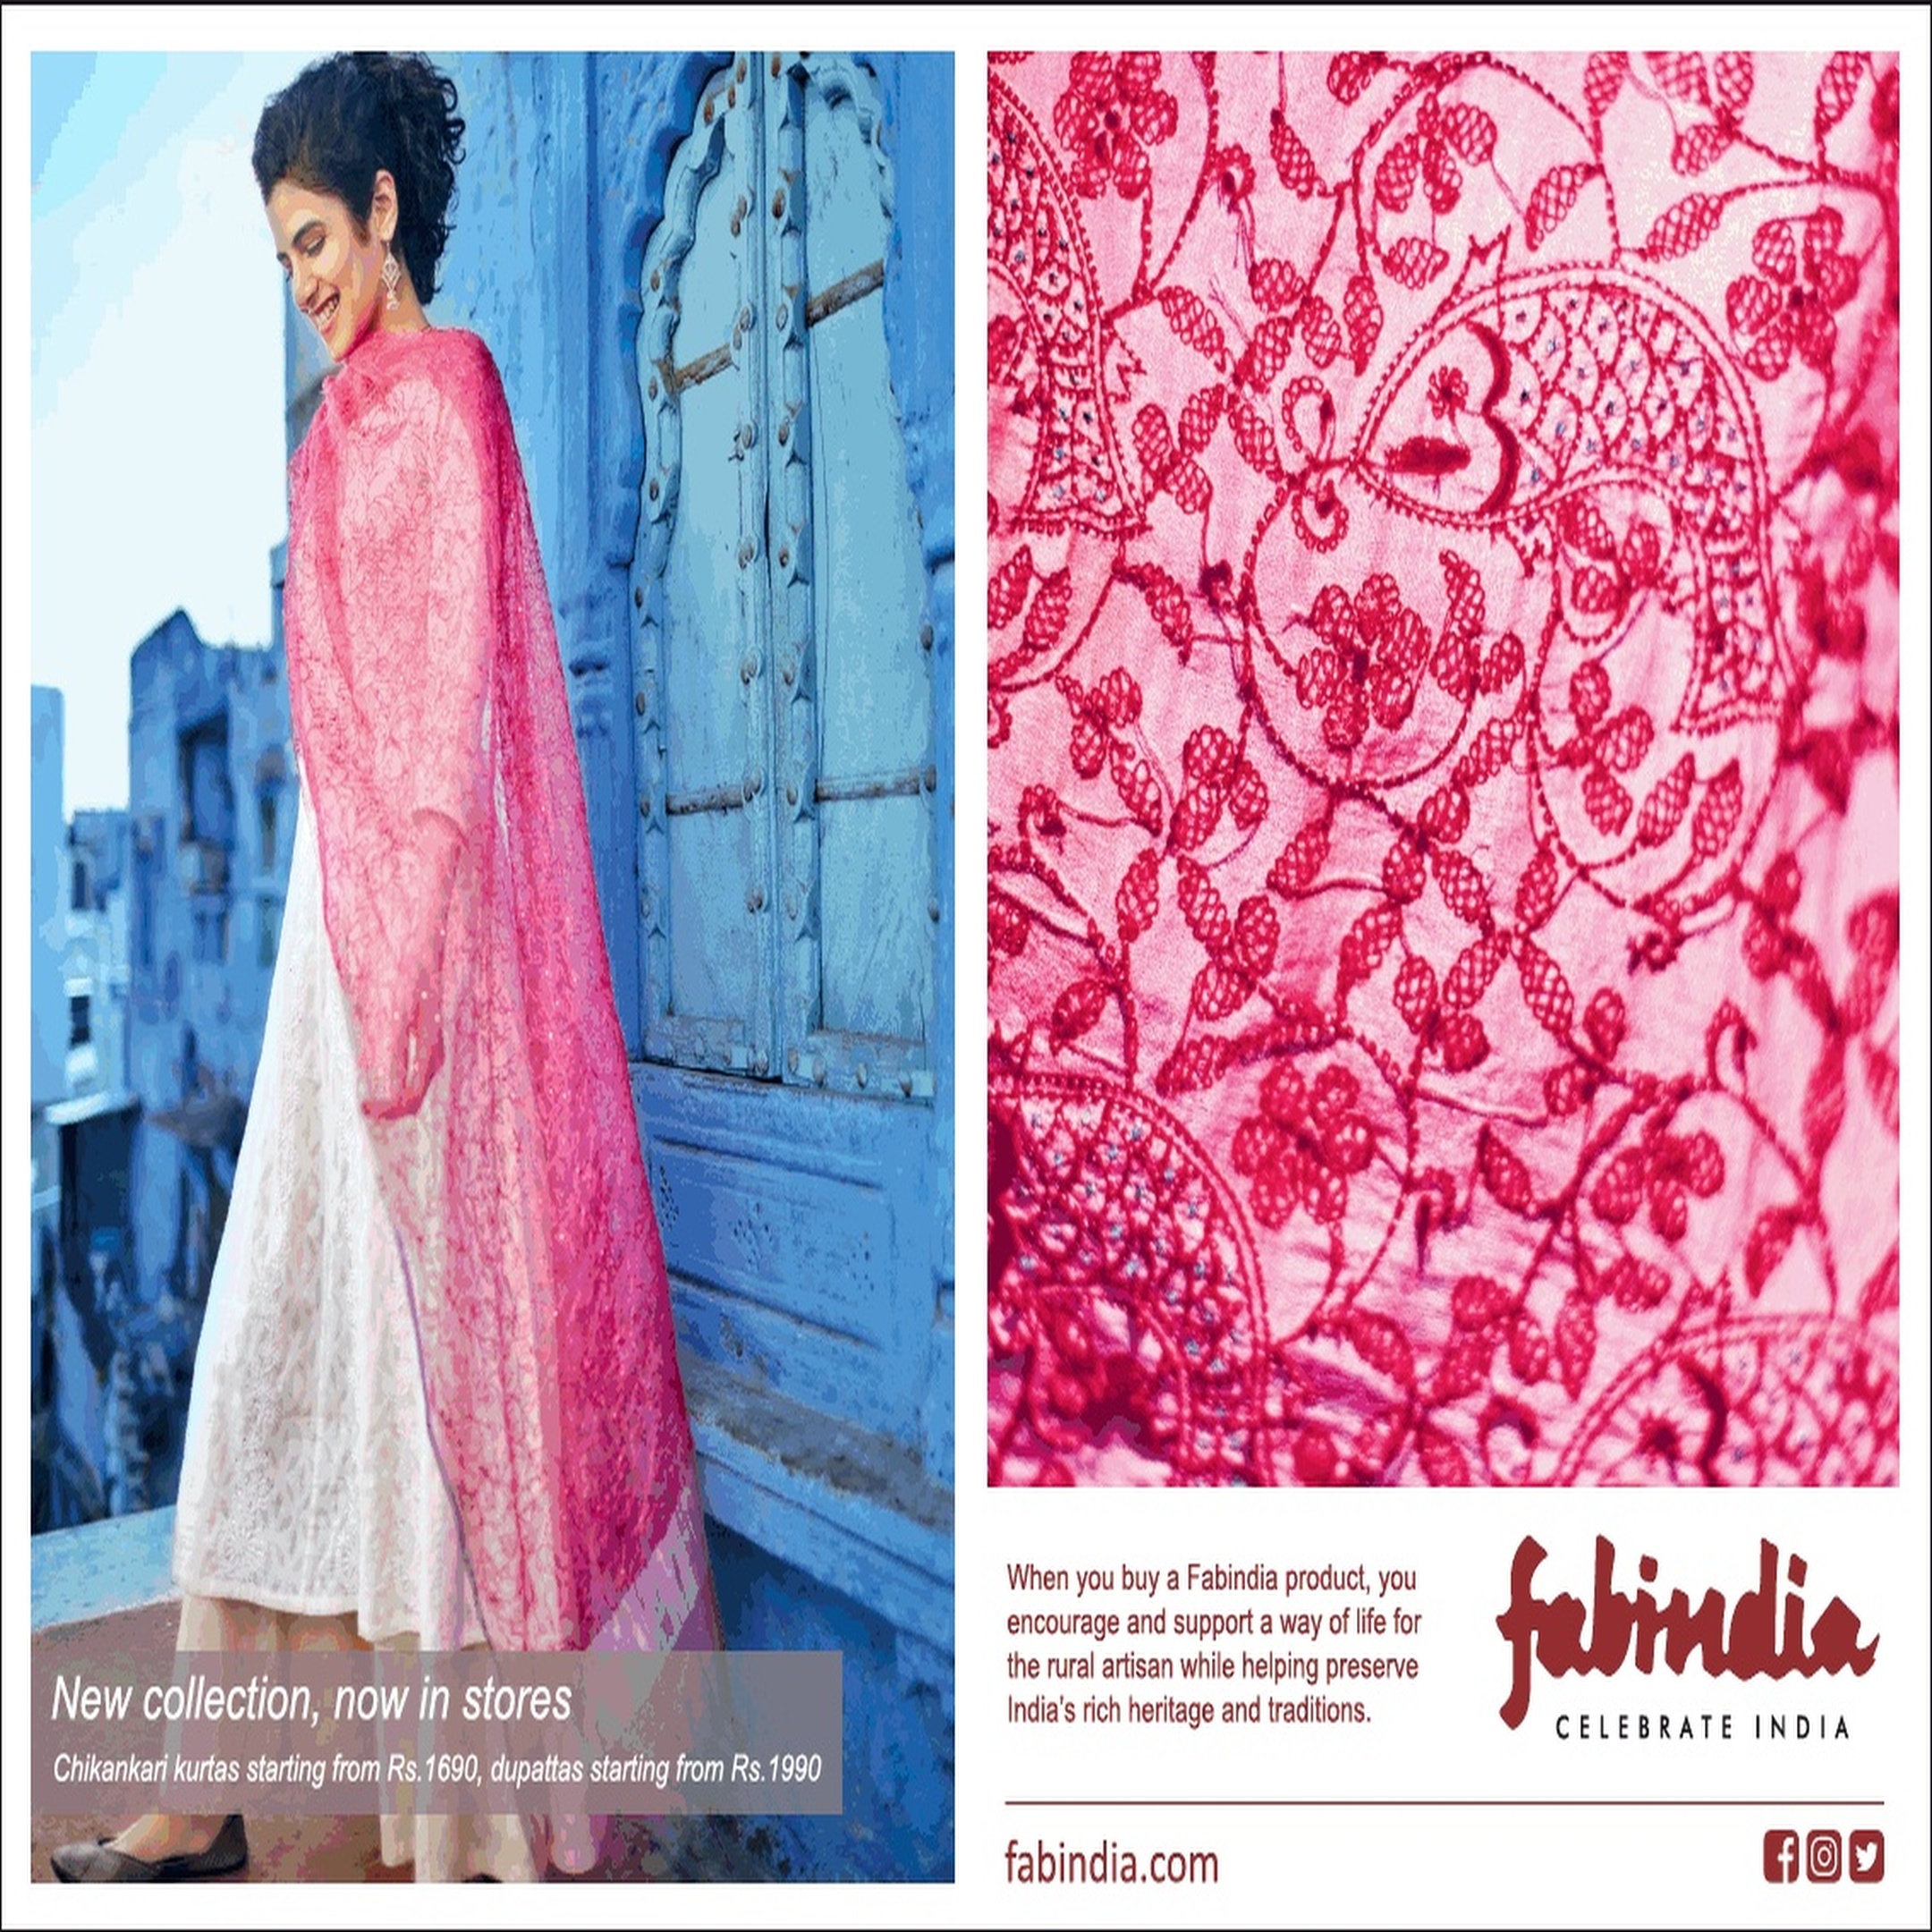 New collection, now in stores
Chikankari kurtas starting from Rs.1690, dupattas starting from Rs.1990
When you buy a Fabindia product, you
encourage and support a way of life for
the rural artisan while helping preserve
India's rich heritage and traditions.
fabindia
CELEBRATE INDIA
fabindia.com